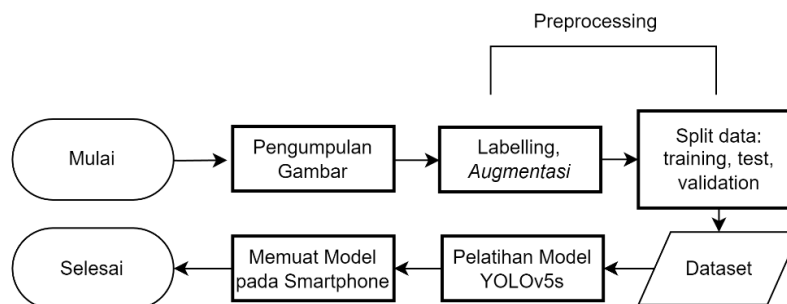 Preprocessing
Mulai
Pengumpulan
Gambar
Labelling,
Augmentasi
Split data:
training, test,
validation
Dataset
Pelatihan Model
YOLOv5s
Memuat Model
pada Smartphone
Selesai